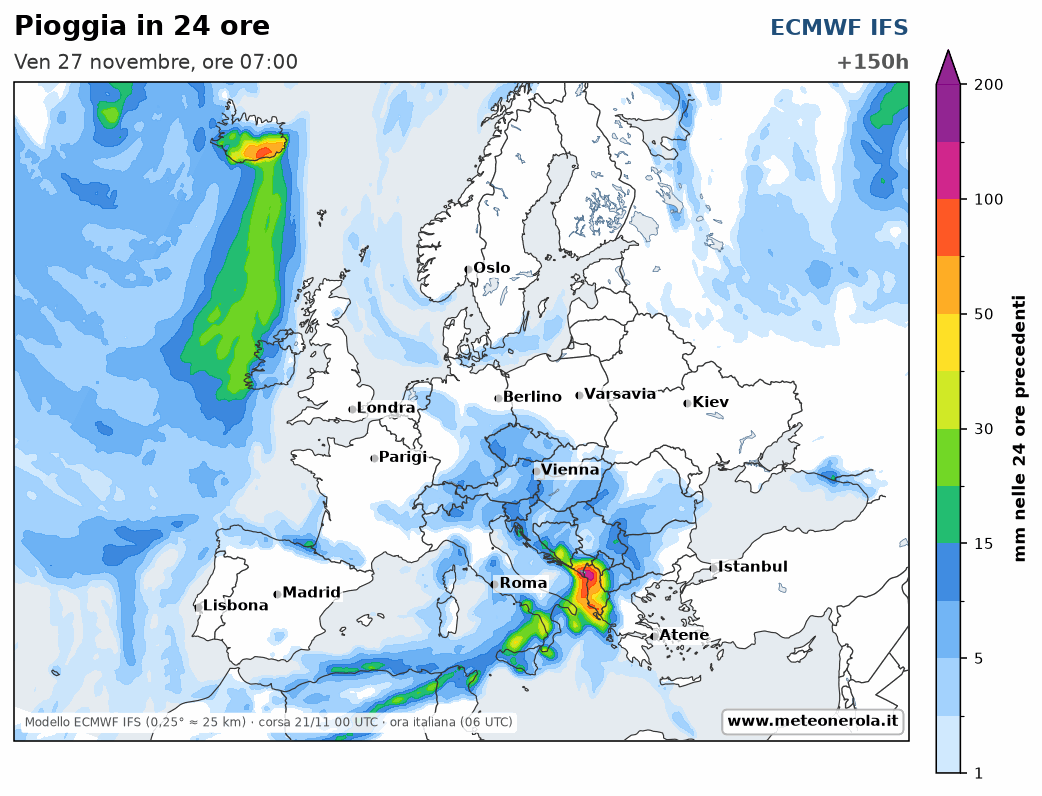 Pioggia in 24 ore
ECMWF IFS
Ven 27 novembre, ore 07:00
+150h
200
100
50
30
15
5
1
mm nelle 24 ore precedenti
Oslo
Berlino
Varsavia
Kiev
Londra
Parigi
Vienna
Istanbul
Roma
Madrid
Lisbona
Atene
Modello ECMWF IFS (0,25° ≈ 25 km) · corsa 21/11 00 UTC · ora italiana (06 UTC)
www.meteonerola.it